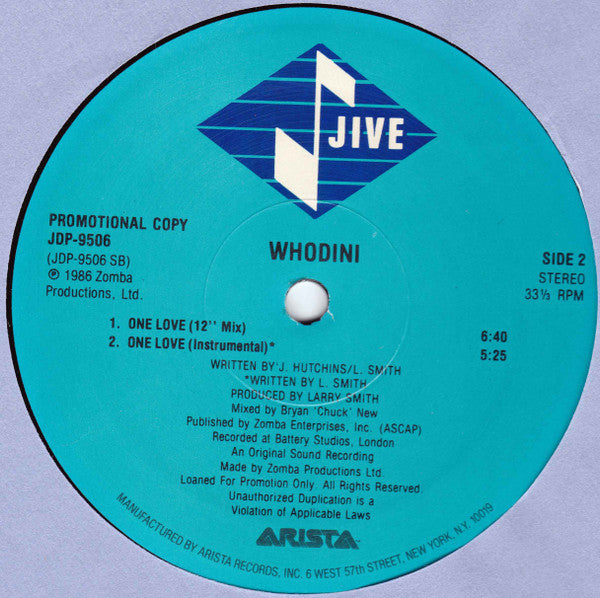 JIVE
PROMOTIONAL COPY
JDP-9506
(JDP-9506 SB)
℗ 1986 Zomba
Productions, Ltd.
WHODINI
SIDE 2
STEREO
33⅓ RPM
1. ONE LOVE (12'' Mix) 6:40
2. ONE LOVE (Instrumental)* 5:25
WRITTEN BY J. HUTCHINS/L. SMITH
*WRITTEN BY L. SMITH
PRODUCED BY LARRY SMITH
Mixed by Bryan 'Chuck' New
Published by Zomba Enterprises, Inc. (ASCAP)
Recorded at Battery Studios, London
An Original Sound Recording
Made by Zomba Productions Ltd.
Loaned For Promotion Only. All Rights Reserved.
Unauthorized Duplication is a
Violation of Applicable Laws
ARISTA™
MANUFACTURED BY ARISTA RECORDS, INC. 6 WEST 57th STREET, NEW YORK, N.Y. 10019